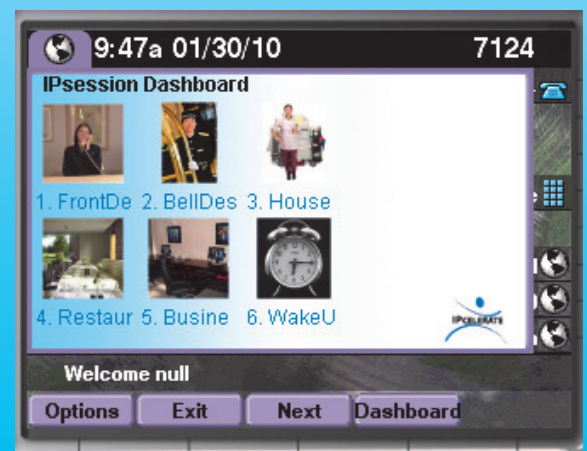 9:47a 01/30/10 7124
IPsession Dashboard
1. FrontDe 2. BellDes 3. House
4. Restaur 5. Busine 6. WakeU
IPCELERATE
Welcome null
Options Exit Next Dashboard